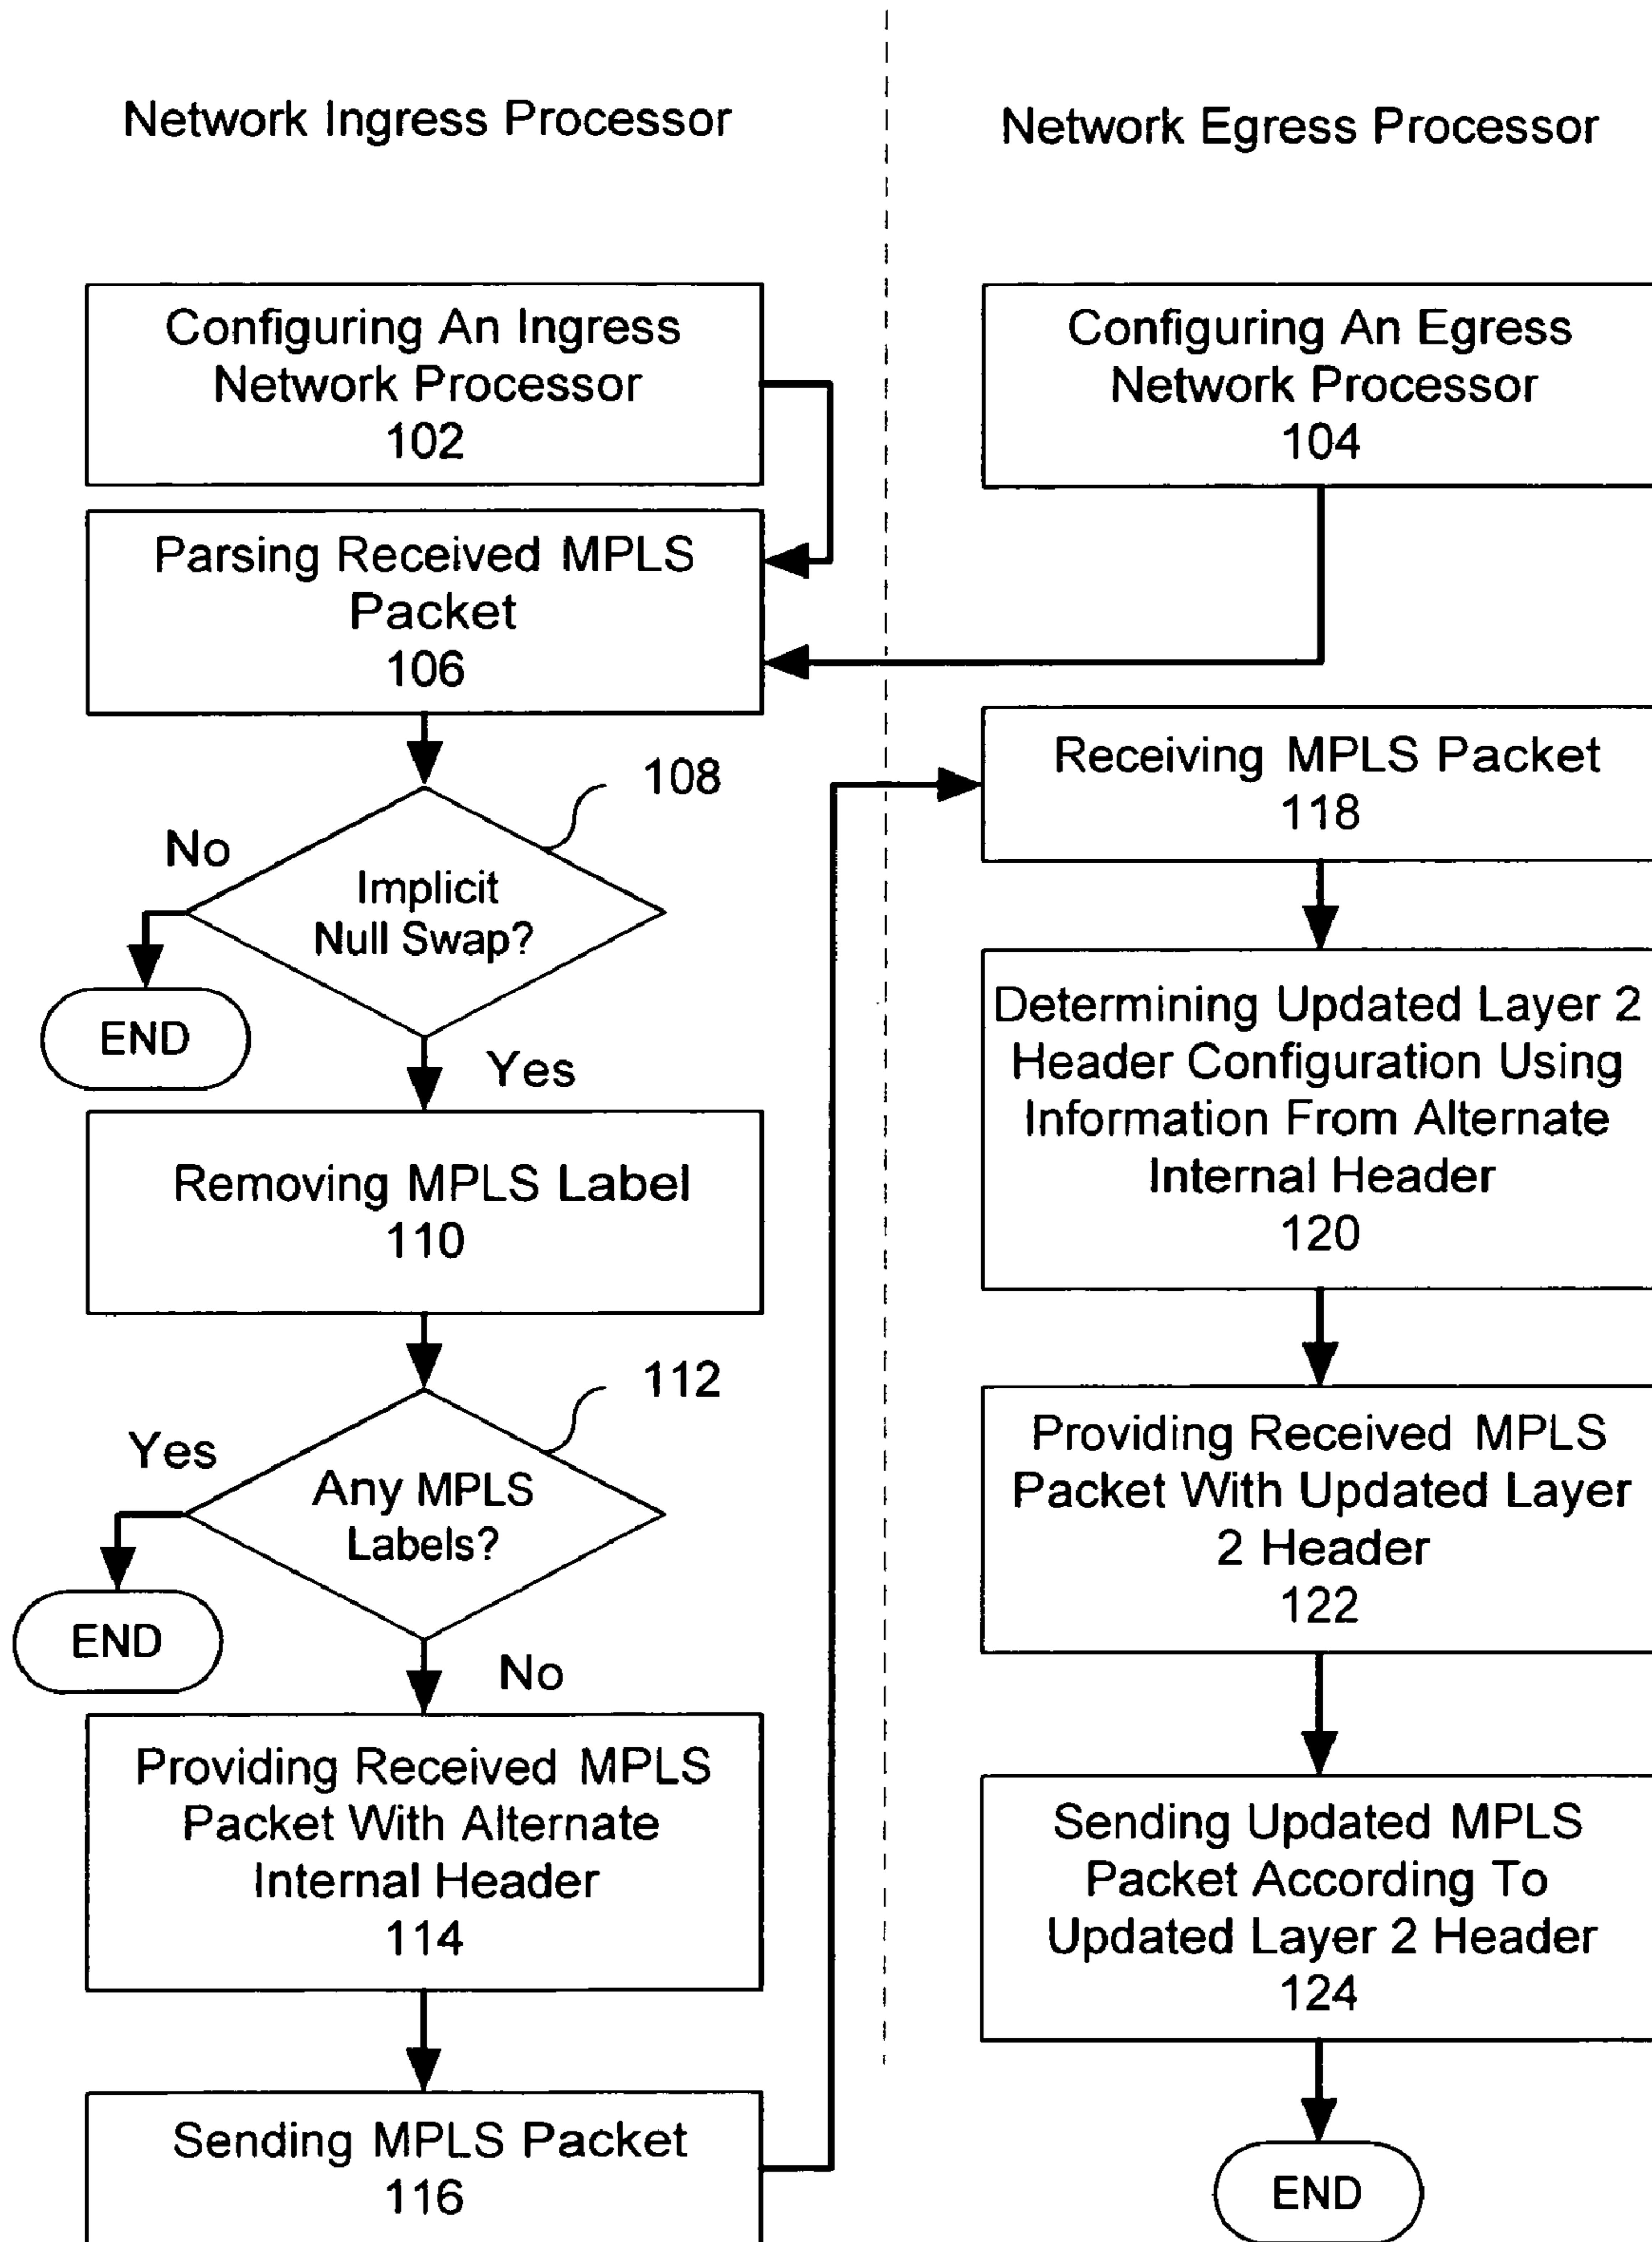 Network Ingress Processor
Network Egress Processor
Configuring An Ingress
Network Processor
102
Configuring An Egress
Network Processor
104
Parsing Received MPLS
Packet
106
108
No
Implicit
Null Swap?
END
Yes
Removing MPLS Label
110
112
Yes
Any MPLS
Labels?
END
No
Providing Received MPLS
Packet With Alternate
Internal Header
114
Sending MPLS Packet
116
Receiving MPLS Packet
118
Determining Updated Layer 2
Header Configuration Using
Information From Alternate
Internal Header
120
Providing Received MPLS
Packet With Updated Layer
2 Header
122
Sending Updated MPLS
Packet According To
Updated Layer 2 Header
124
END